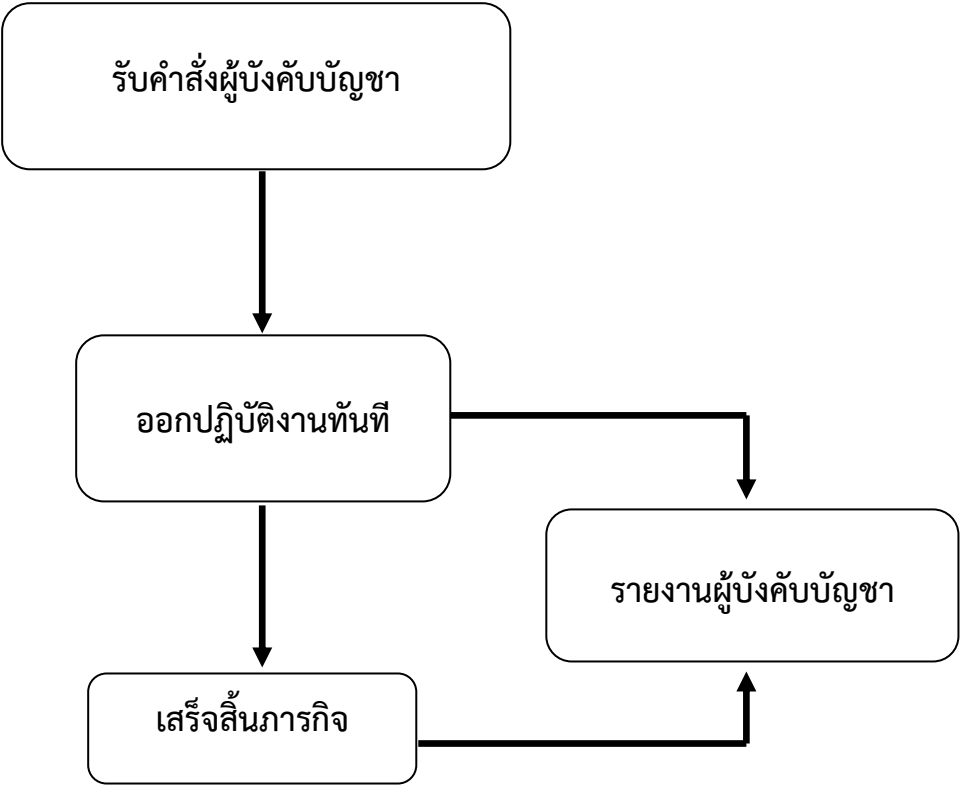 รับคำสั่งผู้บังคับบัญชา
ออกปฏิบัติงานทันที
รายงานผู้บังคับบัญชา
เสร็จสิ้นภารกิจ